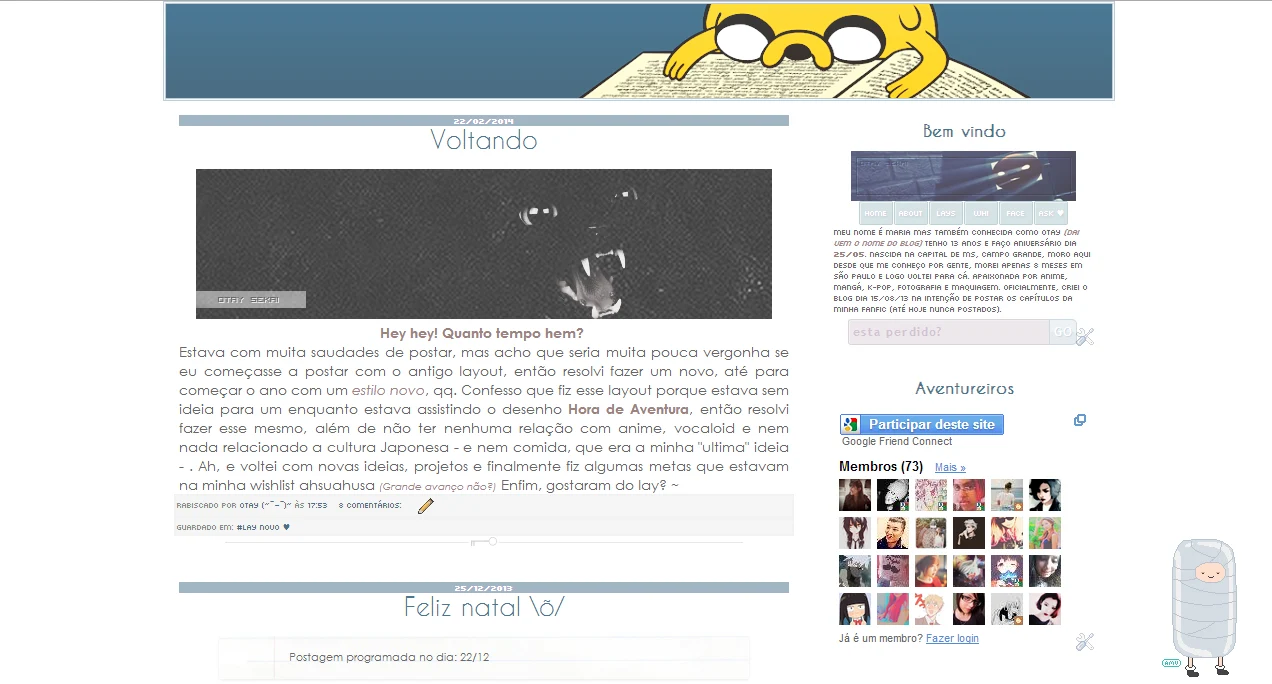 22/02/2014
Voltando
OTAY SEKAI
Hey hey! Quanto tempo hem?
Estava com muita saudades de postar, mas acho que seria muita pouca vergonha se
eu começasse a postar com o antigo layout, então resolvi fazer um novo, até para
começar o ano com um estilo novo, qq. Confesso que fiz esse layout porque estava sem
ideia para um enquanto estava assistindo o desenho Hora de Aventura, então resolvi
fazer esse mesmo, além de não ter nenhuma relação com anime, vocaloid e nem
nada relacionado a cultura Japonesa - e nem comida, que era a minha "ultima" ideia
- . Ah, e voltei com novas ideias, projetos e finalmente fiz algumas metas que estavam
na minha wishlist ahsuahusa (Grande avanço não?) Enfim, gostaram do lay? ~
RABISCADO POR OTAY (~˘-˘)~ ÀS 17:53 8 COMENTÁRIOS:
GUARDADO EM: #LAY NOVO ♥
25/12/2013
Feliz natal \õ/
Postagem programada no dia: 22/12
Bem vindo
HOME ABOUT LAYS WHI FACE ASK ♥
MEU NOME É MARIA MAS TAMBÉM CONHECIDA COMO OTAY (DAI
VEM O NOME DO BLOG) TENHO 13 ANOS E FAÇO ANIVERSÁRIO DIA
25/05. NASCIDA NA CAPITAL DE MS, CAMPO GRANDE, MORO AQUI
DESDE QUE ME CONHEÇO POR GENTE, MOREI APENAS 8 MESES EM
SÃO PAULO E LOGO VOLTEI PARA CÁ. APAIXONADA POR ANIME,
MANGÁ, K-POP, FOTOGRAFIA E MAQUIAGEM. OFICIALMENTE, CRIEI O
BLOG DIA 15/08/13 NA INTENÇÃO DE POSTAR OS CAPÍTULOS DA
MINHA FANFIC (ATÉ HOJE NUNCA POSTADOS).
esta perdido? GO
Aventureiros
Participar deste site
Google Friend Connect
Membros (73) Mais »
Já é um membro? Fazer login
AMV